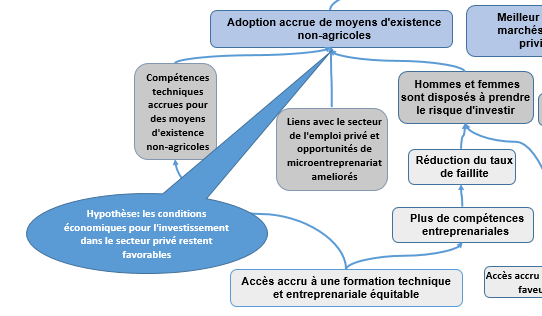 Adoption accrue de moyens d'existence
non-agricoles
Meilleur
marchés
privi
Compétences
techniques
accrues pour
des moyens
d'existence
non-agricoles
Liens avec le secteur
de l'emploi privé et
opportunités de
microentreprenariat
ameliorés
Hommes et femmes
sont disposés à prendre
le risque d'investir
Réduction du taux
de faillite
Plus de compétences
entreprenariales
Hypothèse: les conditions
économiques pour l'investissement
dans le secteur privé restent
favorables
Accès accru à une formation technique
et entreprenariale équitable
Accès accru
faveu